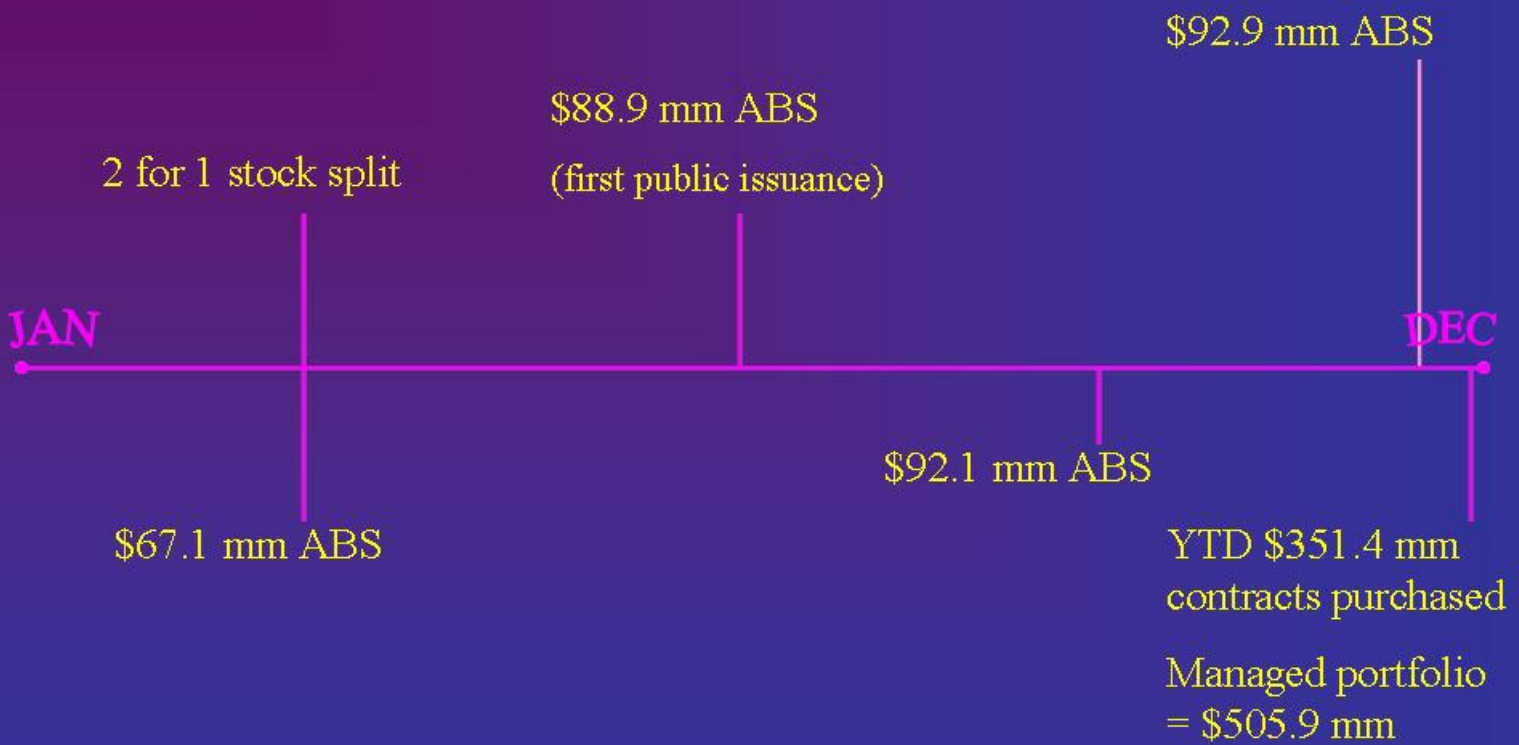 $92.9 mm ABS
$88.9 mm ABS
(first public issuance)
2 for 1 stock split
JAN
DEC
$92.1 mm ABS
$67.1 mm ABS
YTD $351.4 mm
contracts purchased
Managed portfolio
= $505.9 mm